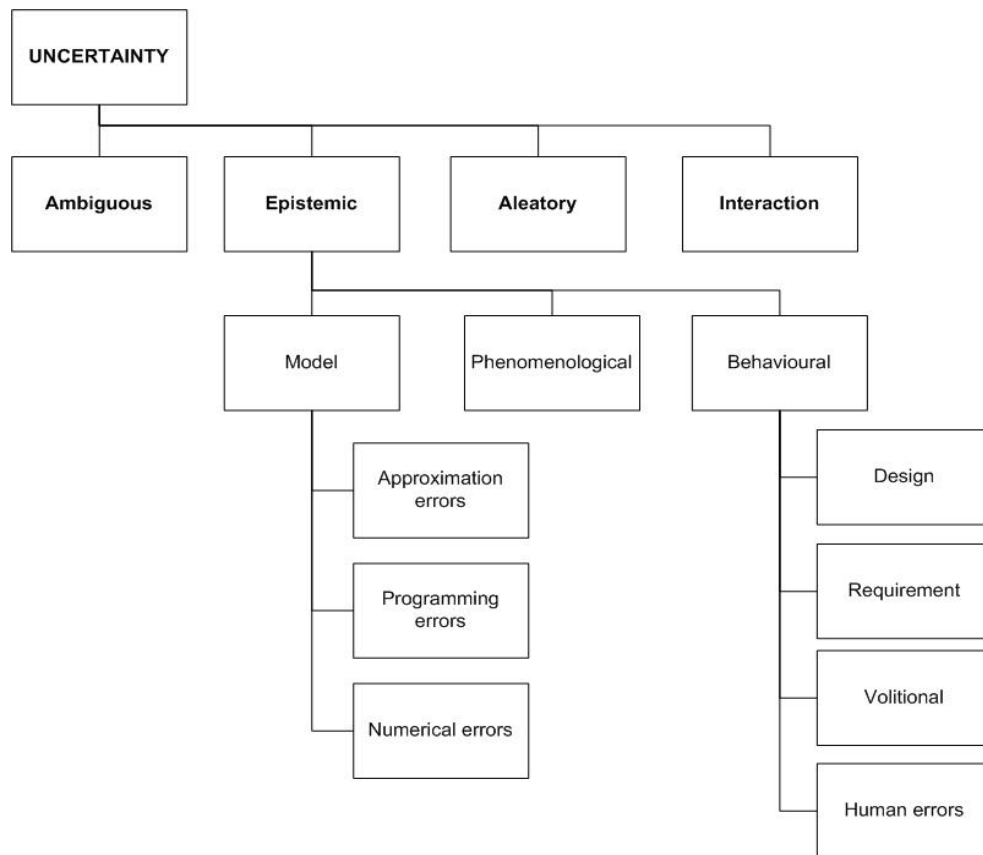 UNCERTAINTY
Ambiguous
Epistemic
Aleatory
Interaction
Model
Phenomenological
Behavioural
Approximation
errors
Programming
errors
Numerical errors
Design
Requirement
Volitional
Human errors